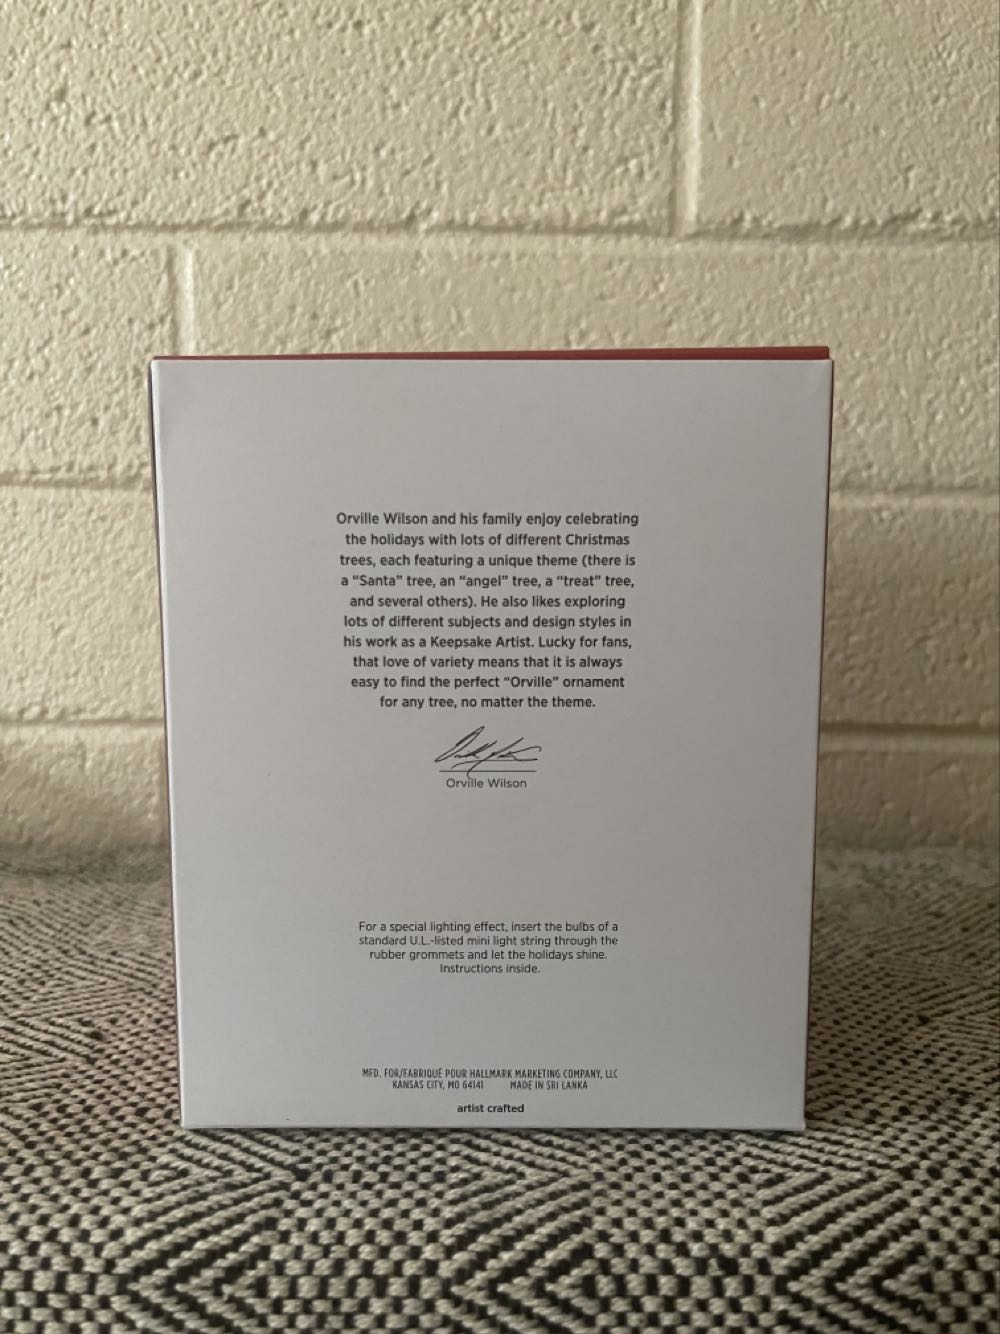 Orville Wilson and his family enjoy celebrating
the holidays with lots of different Christmas
trees, each featuring a unique theme (there is
a “Santa” tree, an “angel” tree, a “treat” tree,
and several others). He also likes exploring
lots of different subjects and design styles in
his work as a Keepsake Artist. Lucky for fans,
that love of variety means that it is always
easy to find the perfect “Orville” ornament
for any tree, no matter the theme.
Orville Wilson
For a special lighting effect, insert the bulbs of a
standard U.L.-listed mini light string through the
rubber grommets and let the holidays shine.
Instructions inside.
MFD. FOR/FABRIQUÉ POUR HALLMARK MARKETING COMPANY, LLC
KANSAS CITY, MO 64141 MADE IN SRI LANKA
artist crafted